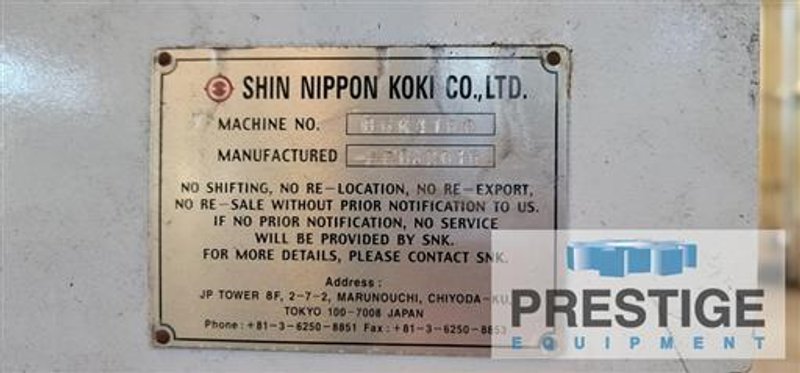 SHIN NIPPON KOKI CO.,LTD.
MACHINE NO.
MANUFACTURED
NO SHIFTING, NO RE-LOCATION, NO RE-EXPORT,
NO RE-SALE WITHOUT PRIOR NOTIFICATION TO US.
IF NO PRIOR NOTIFICATION, NO SERVICE
WILL BE PROVIDED BY SNK.
FOR MORE DETAILS, PLEASE CONTACT SNK.
Address:
JP TOWER 8F, 2-7-2, MARUNOUCHI, CHIYODA-KU,
TOKYO 100-7008 JAPAN
Phone:+81-3-6250-8851 Fax:+81-3-6250-8853
PRESTIGE
EQUIPMENT